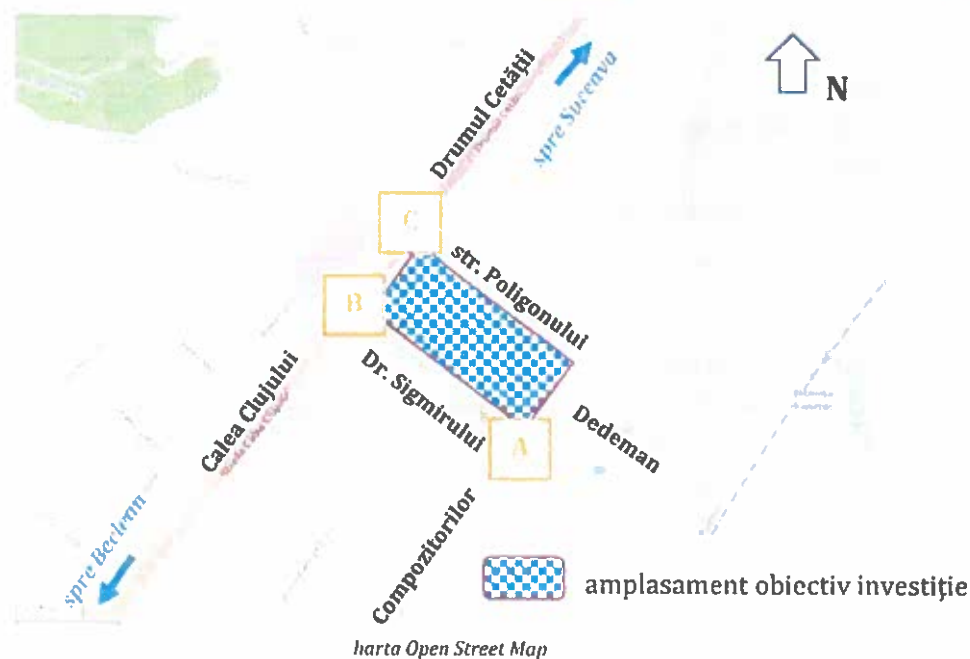 N
Drumul Cetății
spre Suceava
C
str. Poligonului
B
Dr. Sigmirului
Calea Clujului
Dedeman
A
spre Beclean
Compozitorilor
amplasament obiectiv investiție
harta Open Street Map